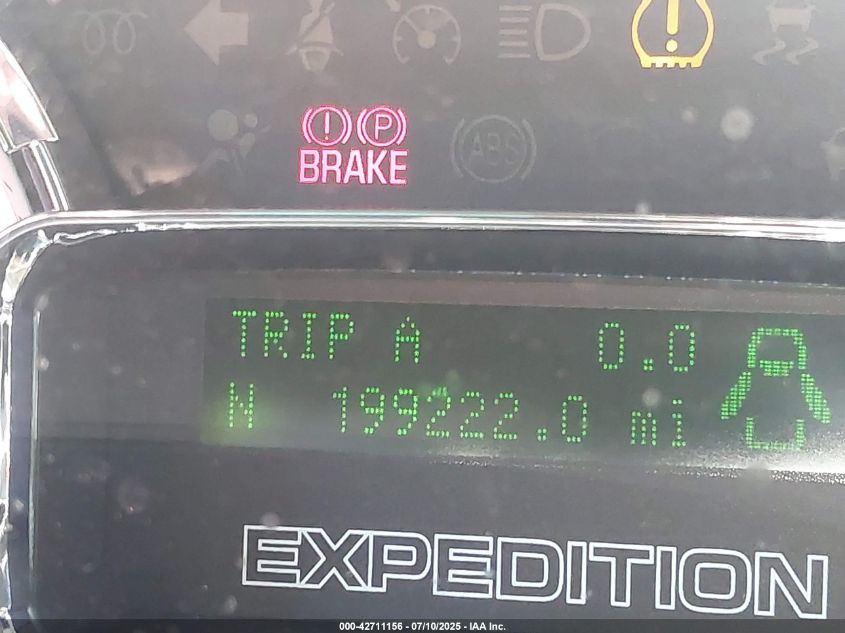 ! P
BRAKE
ABS
TRIP A 0.0
N 199222.0 mi
EXPEDITION
000-42711156 - 07/10/2025 - IAA Inc.